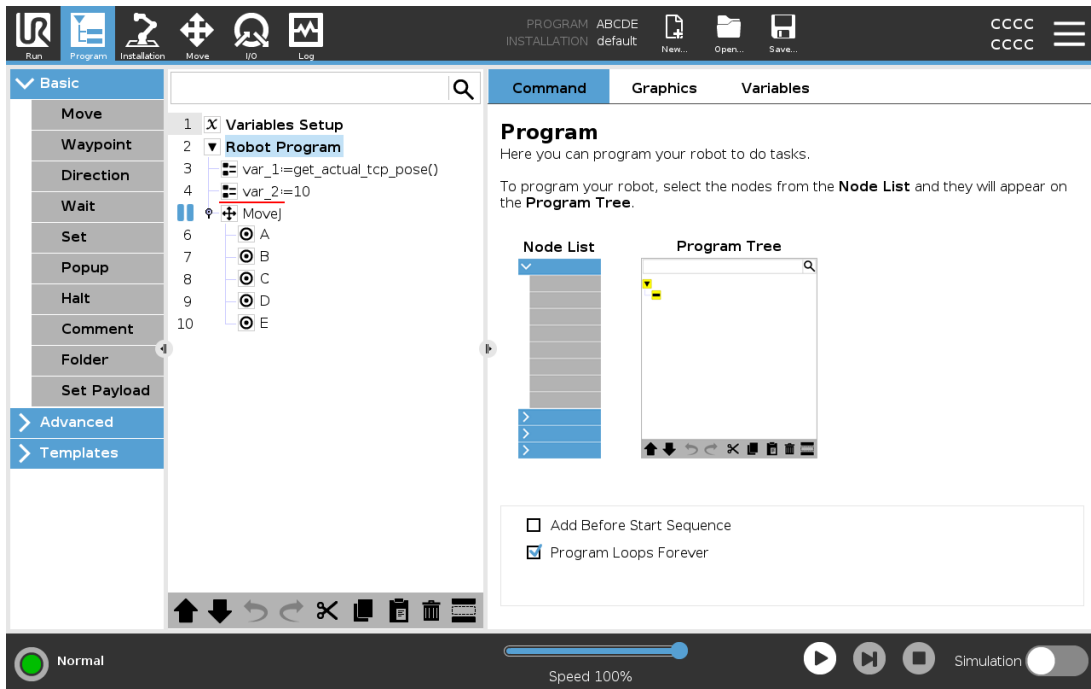 PROGRAM ABCDE
INSTALLATION default
CCCC
CCCC
Run
Program
Installation
Move
I/O
Log
New...
Open...
Save...
Basic
Move
Waypoint
Direction
Wait
Set
Popup
Halt
Comment
Folder
Set Payload
Advanced
Templates
1 x Variables Setup
2 Robot Program
3 var_1:=get_actual_tcp_pose()
4 var_2:=10
MoveJ
6 A
7 B
8 C
9 D
10 E
Command Graphics Variables
Program
Here you can program your robot to do tasks.
To program your robot, select the nodes from the Node List and they will appear on
the Program Tree.
Node List Program Tree
Add Before Start Sequence
Program Loops Forever
Normal
Speed 100%
Simulation